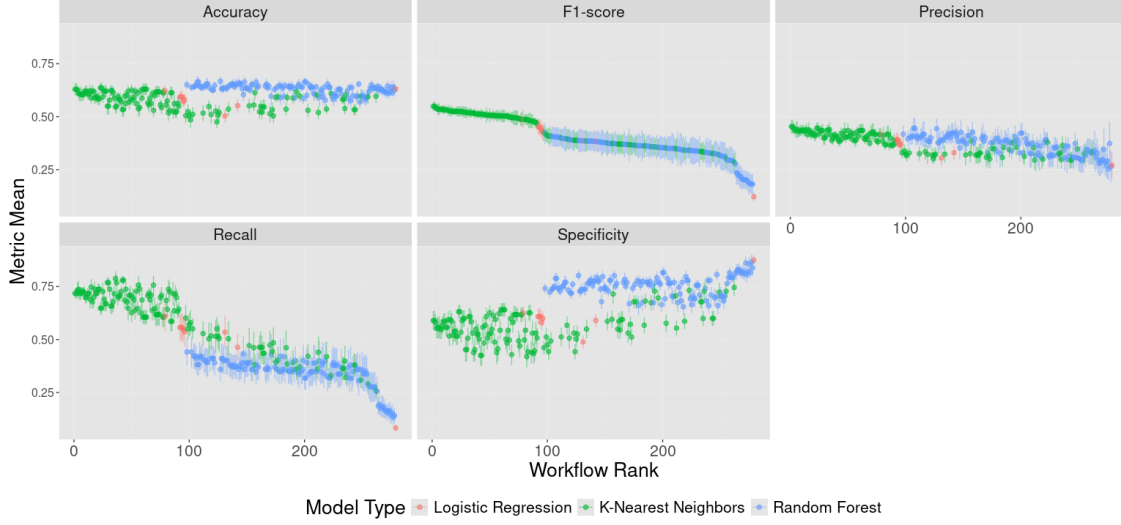 Accuracy
F1-score
Precision
0.75
0.50
0.25
0
100
200
Recall
Specificity
0.75
0.50
0.25
0
100
200
0
100
200
Metric Mean
Workflow Rank
Model Type Logistic Regression K-Nearest Neighbors Random Forest